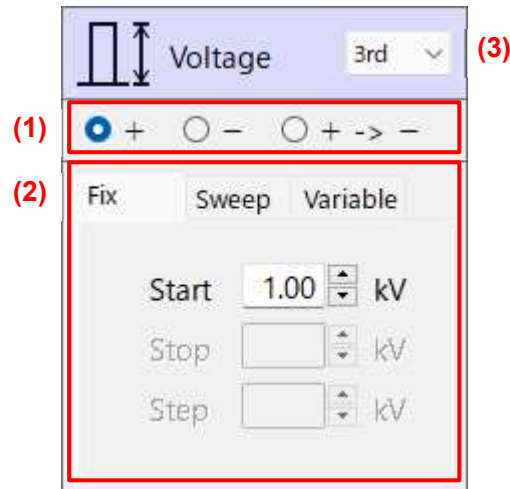 Voltage 3rd (3)
(1) + − + -> −
(2) Fix Sweep Variable
Start 1.00 kV
Stop kV
Step kV